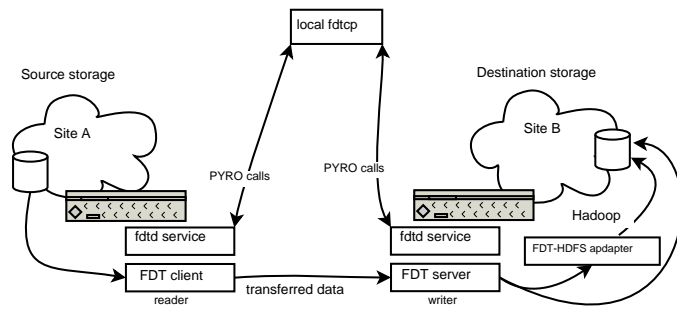 local fdtcp
Source storage
Destination storage
Site A
Site B
PYRO calls
PYRO calls
Hadoop
fdtd service
fdtd service
FDT-HDFS apdapter
FDT client
FDT server
transferred data
reader
writer